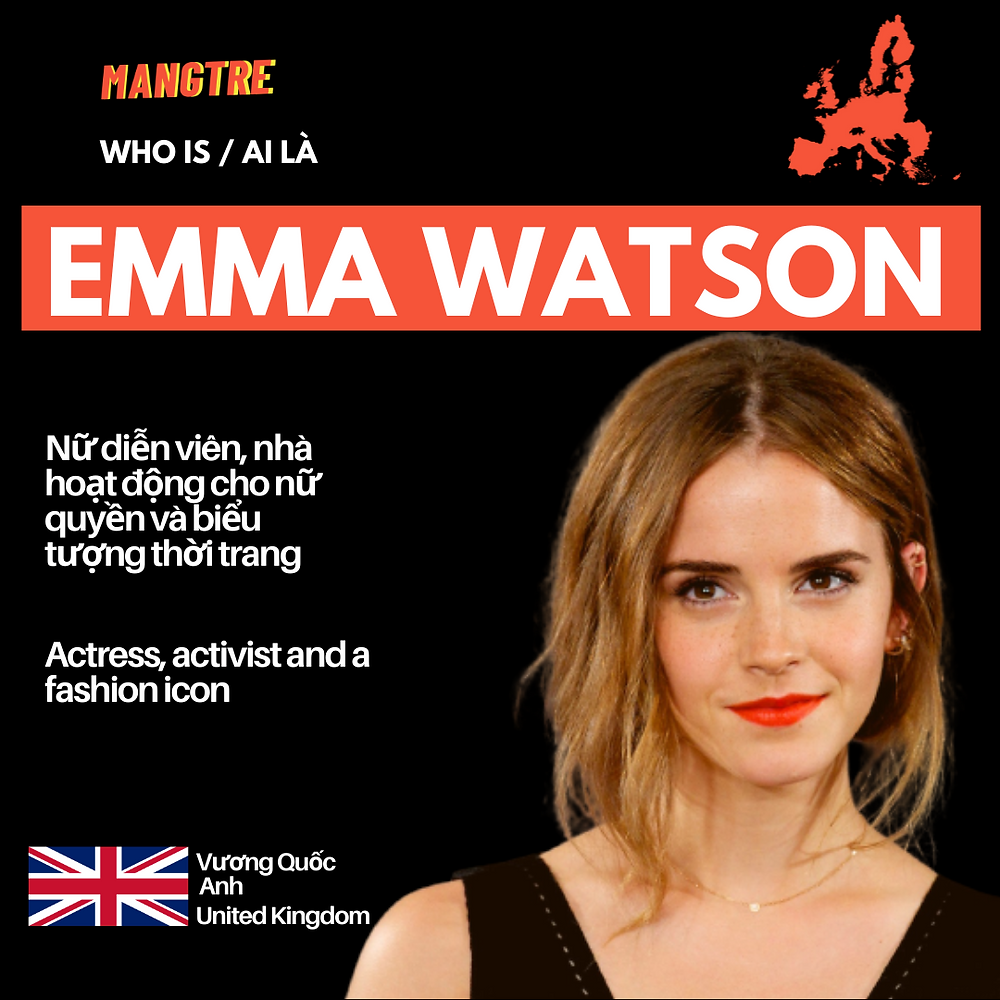 MANGTRE
WHO IS / AI LÀ
EMMA WATSON
Nữ diễn viên, nhà
hoạt động cho nữ
quyền và biểu
tượng thời trang
Actress, activist and a
fashion icon
Vương Quốc
Anh
United Kingdom